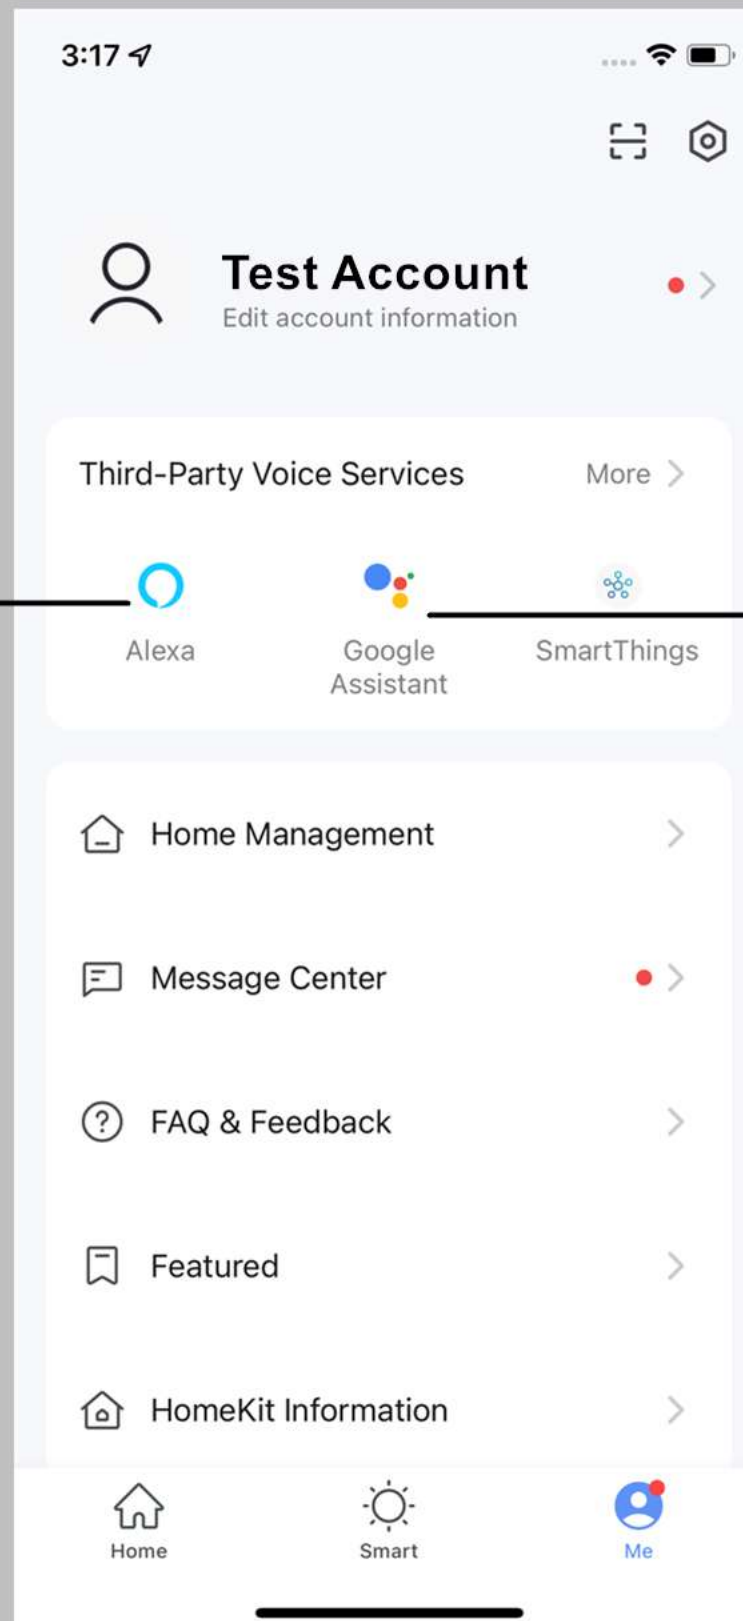 3:17
Test Account
Edit account information
Third-Party Voice Services More
Alexa
Google
Assistant
SmartThings
Home Management
Message Center
FAQ & Feedback
Featured
HomeKit Information
Home Smart Me